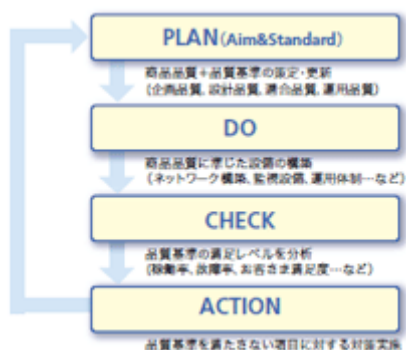 PLAN(Aim&Standard)
商品品質＋品質基準の策定･更新
(企画品質、設計品質、適合品質、運用品質)
DO
商品品質に準じた設備の構築
(ネットワーク構築、監視設備、運用体制…など)
CHECK
品質基準の満足レベルを分析
(稼働率、故障率、お客さま満足度…など)
ACTION
品質基準を満たさない項目に対する対策実施